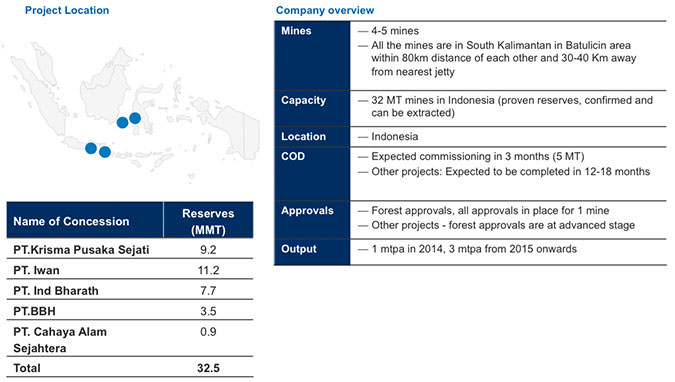 Project Location
Name of Concession Reserves
(MMT)
PT.Krisma Pusaka Sejati 9.2
PT. Iwan 11.2
PT. Ind Bharath 7.7
PT.BBH 3.5
PT. Cahaya Alam 0.9
Sejahtera
Total 32.5
Company overview
Mines — 4-5 mines
— All the mines are in South Kalimantan in Batulicin area
within 80km distance of each other and 30-40 Km away
from nearest jetty
Capacity — 32 MT mines in Indonesia (proven reserves, confirmed and
can be extracted)
Location — Indonesia
COD — Expected commissioning in 3 months (5 MT)
— Other projects: Expected to be completed in 12-18 months
Approvals — Forest approvals, all approvals in place for 1 mine
— Other projects - forest approvals are at advanced stage
Output — 1 mtpa in 2014, 3 mtpa from 2015 onwards